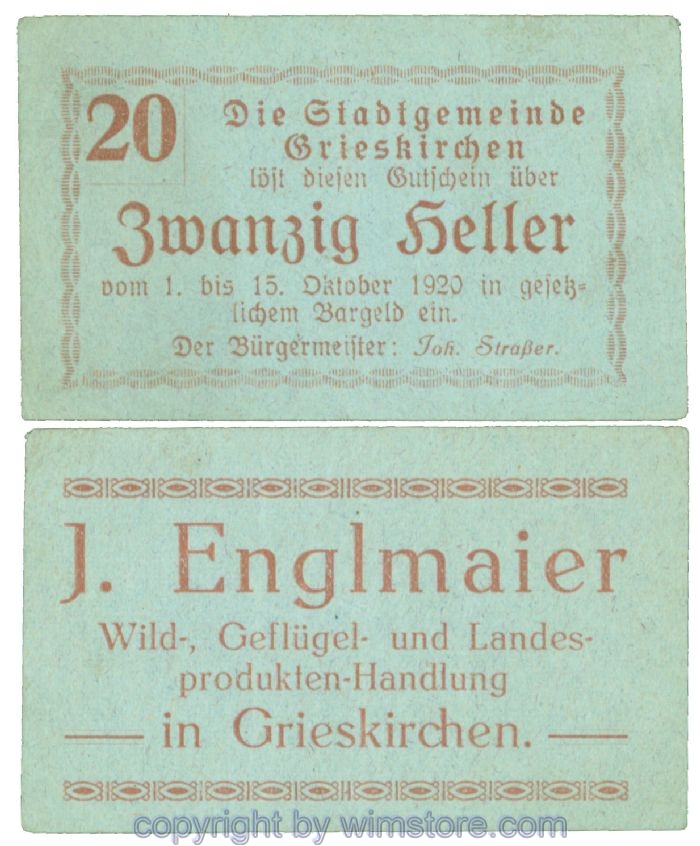 20
Die Stadtgemeinde
Grieskirchen
löst diesen Gutschein über
Zwanzig Heller
vom 1. bis 15. Oktober 1920 in gesetz=
lichem Bargeld ein.
Der Bürgermeister: Joh. Straßer.
J. Englmaier
Wild-, Geflügel- und Landes-
produkten-Handlung
in Grieskirchen.
copyright by wimstore.com